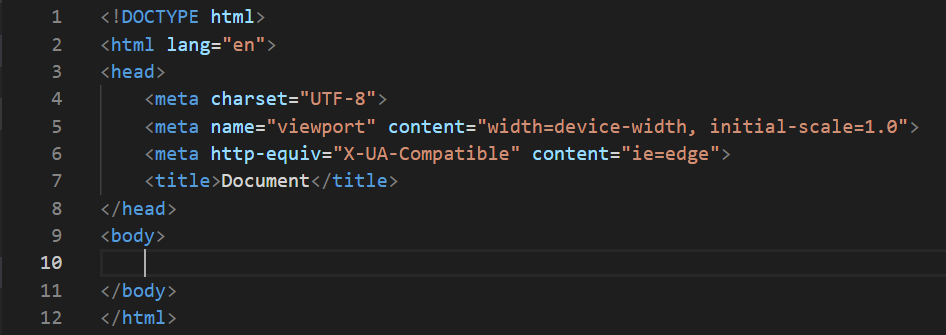 1 <!DOCTYPE html>
2 <html lang="en">
3 <head>
4     <meta charset="UTF-8">
5     <meta name="viewport" content="width=device-width, initial-scale=1.0">
6     <meta http-equiv="X-UA-Compatible" content="ie=edge">
7     <title>Document</title>
8 </head>
9 <body>
10
11 </body>
12 </html>